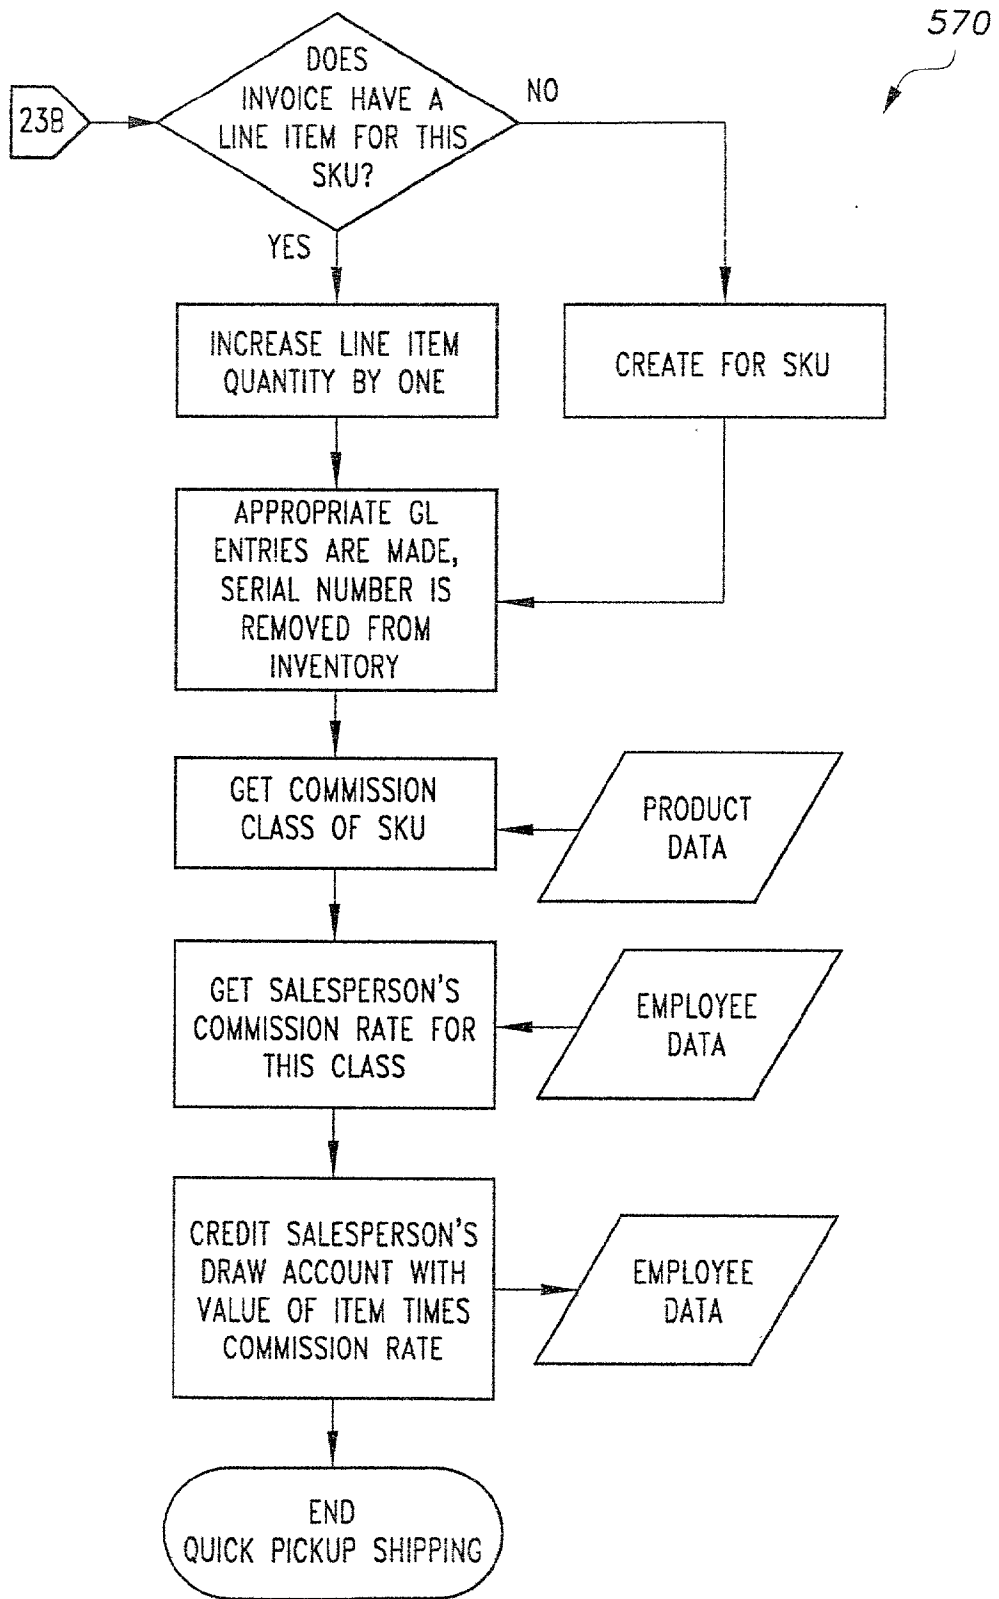 570
23B
DOES
INVOICE HAVE A
LINE ITEM FOR THIS
SKU?
NO
YES
INCREASE LINE ITEM
QUANTITY BY ONE
CREATE FOR SKU
APPROPRIATE GL
ENTRIES ARE MADE,
SERIAL NUMBER IS
REMOVED FROM
INVENTORY
GET COMMISSION
CLASS OF SKU
PRODUCT
DATA
GET SALESPERSON'S
COMMISSION RATE FOR
THIS CLASS
EMPLOYEE
DATA
CREDIT SALESPERSON'S
DRAW ACCOUNT WITH
VALUE OF ITEM TIMES
COMMISSION RATE
EMPLOYEE
DATA
END
QUICK PICKUP SHIPPING